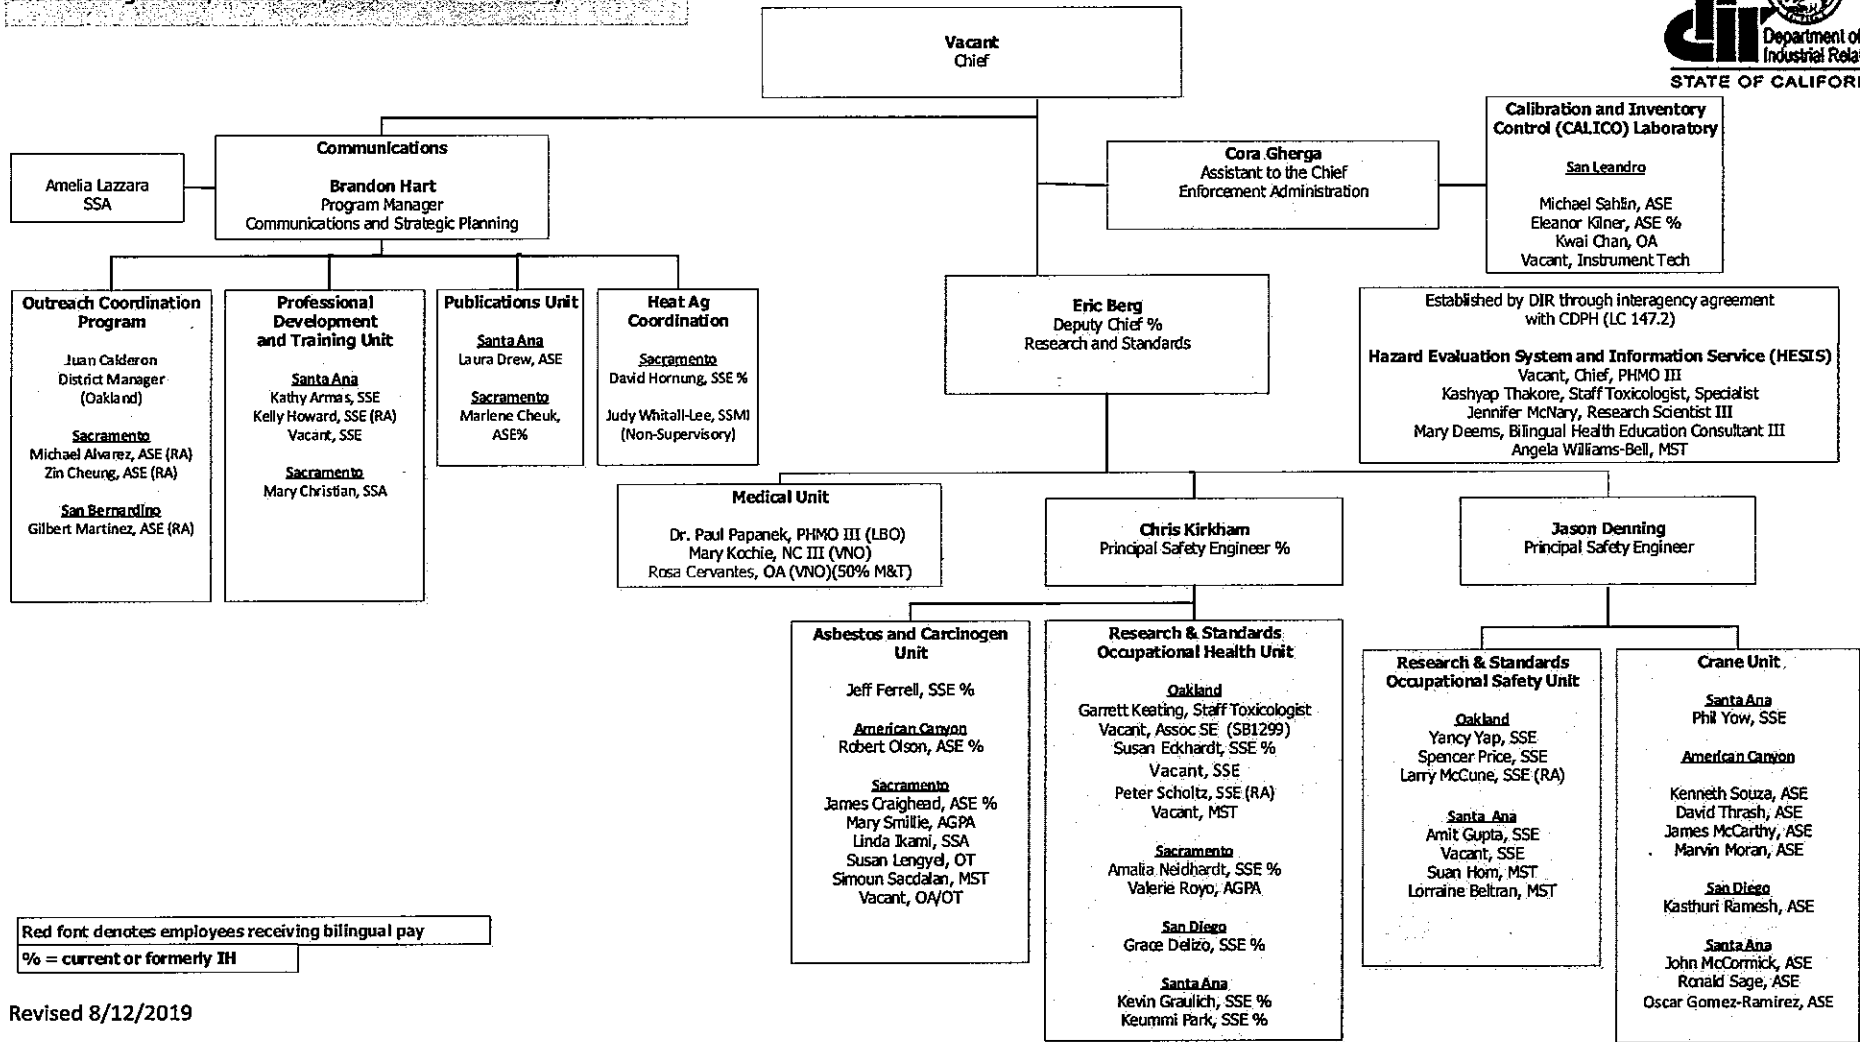 Vacant
Chief
Department of
Industrial Rela
STATE OF CALIFOR
Communications
Brandon Hart
Program Manager
Communications and Strategic Planning
Amelia Lazzara
SSA
Cora Gherga
Assistant to the Chief
Enforcement Administration
Calibration and Inventory
Control (CALICO) Laboratory
San Leandro
Michael Sahlin, ASE
Eleanor Kilner, ASE %
Kwai Chan, OA
Vacant, Instrument Tech
Outreach Coordination
Program
Juan Calderon
District Manager
(Oakland)
Sacramento
Michael Alvarez, ASE (RA)
Zin Cheung, ASE (RA)
San Bernardino
Gilbert Martinez, ASE (RA)
Professional
Development
and Training Unit
Santa Ana
Kathy Armas, SSE
Kelly Howard, SSE (RA)
Vacant, SSE
Sacramento
Mary Christian, SSA
Publications Unit
Santa Ana
Laura Drew, ASE
Sacramento
Marlene Cheuk,
ASE%
Heat Ag
Coordination
Sacramento
David Hornung, SSE %
Judy Whitall-Lee, SSMI
(Non-Supervisory)
Eric Berg
Deputy Chief %
Research and Standards
Established by DIR through interagency agreement
with CDPH (LC 147.2)
Hazard Evaluation System and Information Service (HESIS)
Vacant, Chief, PHMO III
Kashyap Thakore, Staff Toxicologist, Specialist
Jennifer McNary, Research Scientist III
Mary Deems, Bilingual Health Education Consultant III
Angela Williams-Bell, MST
Medical Unit
Dr. Paul Papanek, PHMO III (LBO)
Mary Kochie, NC III (VNO)
Rosa Cervantes, OA (VNO)(50% M&T)
Chris Kirkham
Principal Safety Engineer %
Jason Denning
Principal Safety Engineer
Asbestos and Carcinogen
Unit
Jeff Ferrell, SSE %
American Canyon
Robert Olson, ASE %
Sacramento
James Craighead, ASE %
Mary Smillie, AGPA
Linda Ikami, SSA
Susan Lengyel, OT
Simoun Sacdalan, MST
Vacant, OA/OT
Research & Standards
Occupational Health Unit
Oakland
Garrett Keating, Staff Toxicologist
Vacant, Assoc SE (SB1299)
Susan Eckhardt, SSE %
Vacant, SSE
Peter Scholtz, SSE (RA)
Vacant, MST
Sacramento
Amalia Neidhardt, SSE %
Valerie Royo, AGPA
San Diego
Grace Delizo, SSE %
Santa Ana
Kevin Graulich, SSE %
Keummi Park, SSE %
Research & Standards
Occupational Safety Unit
Oakland
Yancy Yap, SSE
Spencer Price, SSE
Larry McCune, SSE (RA)
Santa Ana
Amit Gupta, SSE
Vacant, SSE
Suan Hom, MST
Lorraine Beltran, MST
Crane Unit
Santa Ana
Phil Yow, SSE
American Canyon
Kenneth Souza, ASE
David Thrash, ASE
James McCarthy, ASE
Marvin Moran, ASE
San Diego
Kasthuri Ramesh, ASE
Santa Ana
John McCormick, ASE
Ronald Sage, ASE
Oscar Gomez-Ramirez, ASE
Red font denotes employees receiving bilingual pay
% = current or formerly IH
Revised 8/12/2019